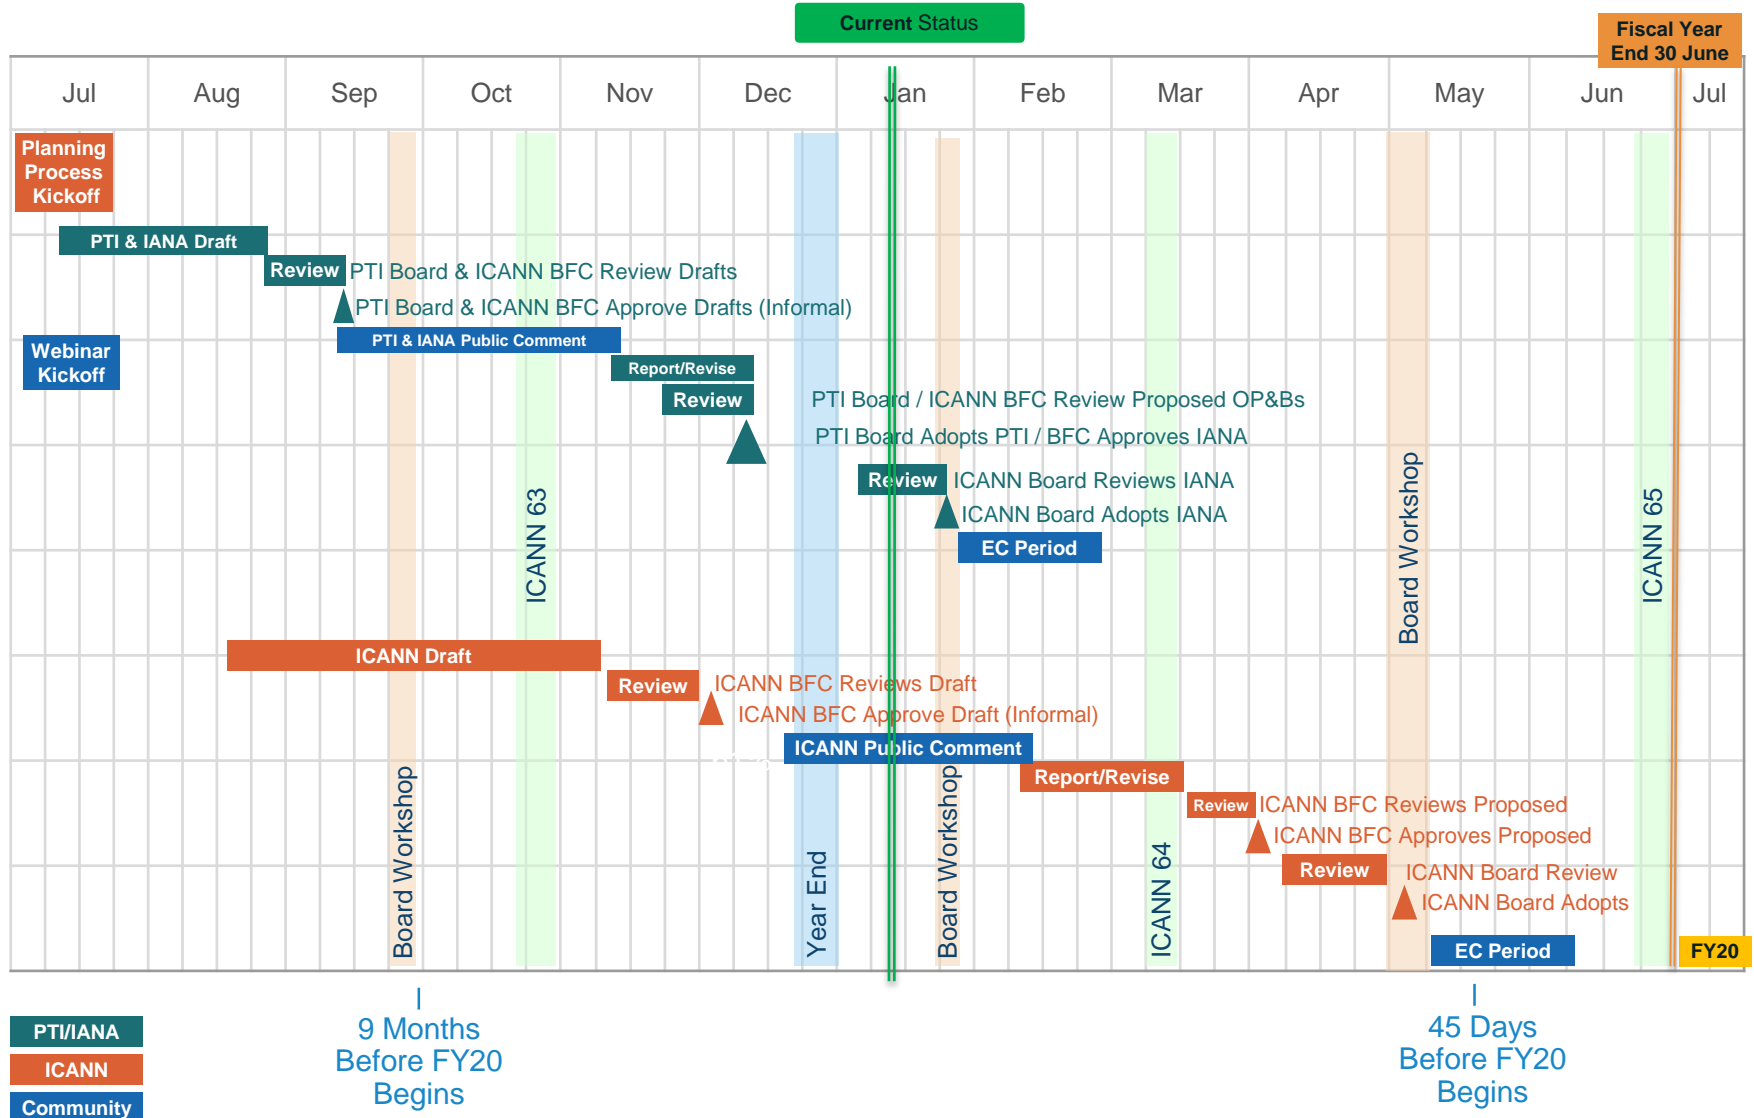 Current Status
Fiscal Year
End 30 June
Jul
Aug
Sep
Oct
Nov
Dec
Jan
Feb
Mar
Apr
May
Jun
Jul
Planning
Process
Kickoff
PTI & IANA Draft
Review
PTI Board & ICANN BFC Review Drafts
PTI Board & ICANN BFC Approve Drafts (Informal)
PTI & IANA Public Comment
Webinar
Kickoff
Report/Revise
Review
PTI Board / ICANN BFC Review Proposed OP&Bs
PTI Board Adopts PTI / BFC Approves IANA
Review
ICANN Board Reviews IANA
ICANN Board Adopts IANA
EC Period
ICANN 63
Board Workshop
ICANN 65
ICANN Draft
Review
ICANN BFC Reviews Draft
ICANN BFC Approve Draft (Informal)
ICANN Public Comment
Report/Revise
Review
ICANN BFC Reviews Proposed
ICANN BFC Approves Proposed
Review
ICANN Board Review
ICANN Board Adopts
Board Workshop
Year End
Board Workshop
ICANN 64
EC Period
FY20
9 Months
Before FY20
Begins
45 Days
Before FY20
Begins
PTI/IANA
ICANN
Community